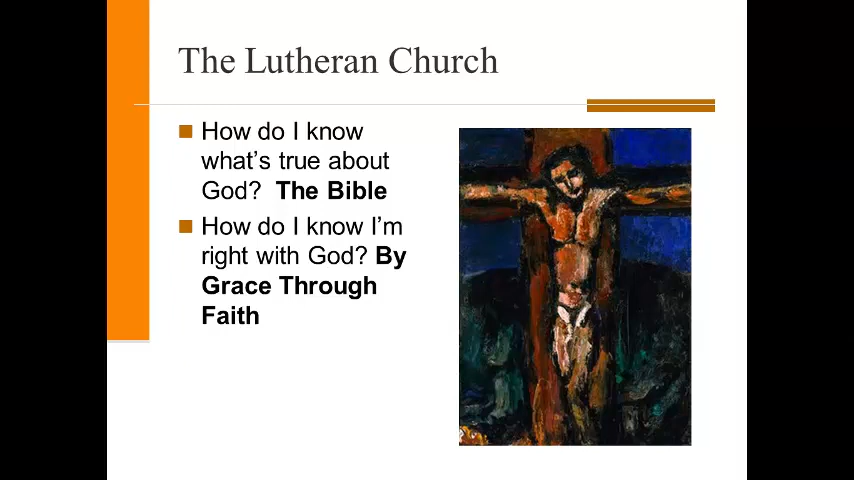 The Lutheran Church
How do I know
what's true about
God?  The Bible
How do I know I'm
right with God? By
Grace Through
Faith